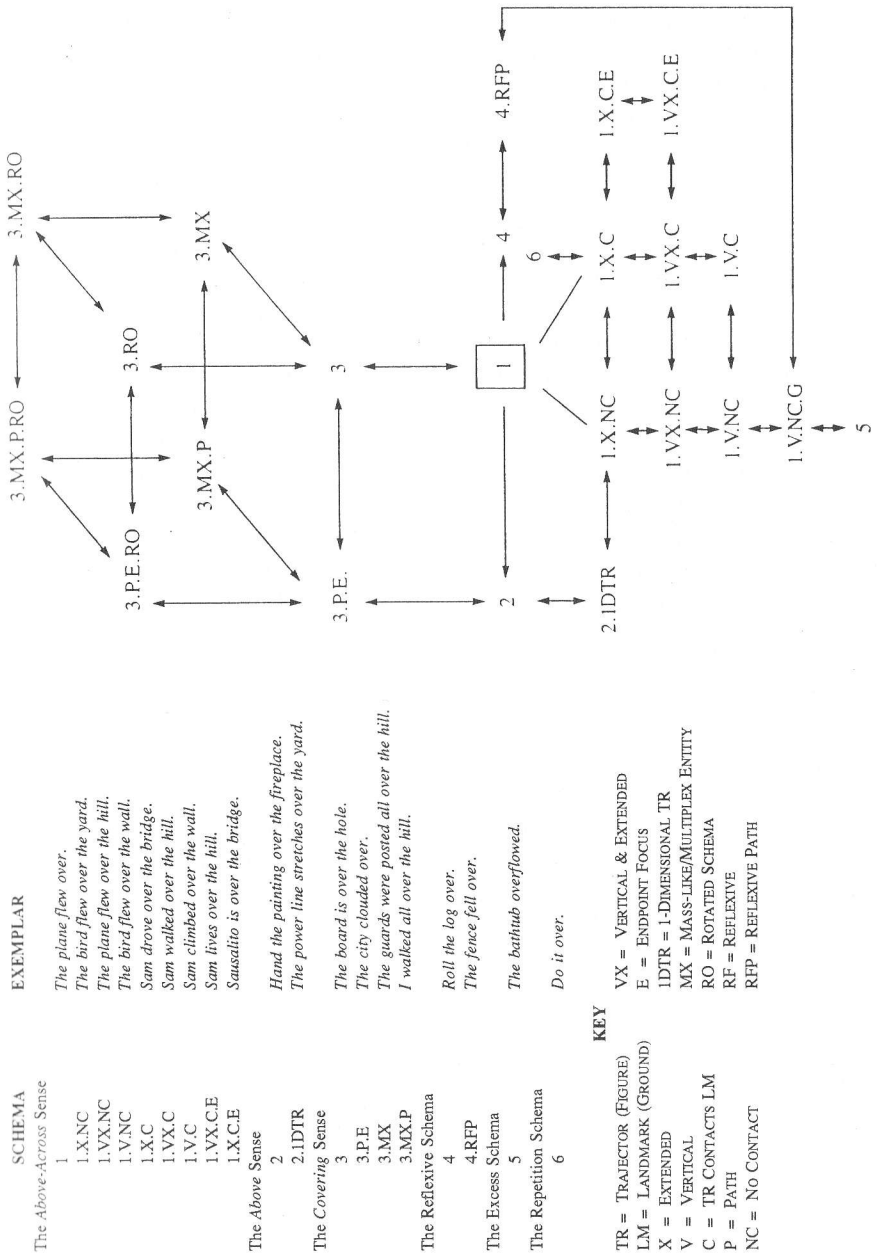 SCHEMA EXEMPLAR
The Above-Across Sense
1 The plane flew over.
1.X.NC The bird flew over the yard.
1.VX.NC The plane flew over the hill.
1.V.NC The bird flew over the wall.
1.X.C Sam drove over the bridge.
1.VX.C Sam walked over the hill.
1.V.C Sam climbed over the wall.
1.VX.C.E Sam lives over the hill.
1.X.C.E Sausalito is over the bridge.
The Above Sense
2 Hand the painting over the fireplace.
2.1DTR The power line stretches over the yard.
The Covering Sense
3 The board is over the hole.
3.P.E The city clouded over.
3.MX The guards were posted all over the hill.
3.MX.P I walked all over the hill.
The Reflexive Schema
4 Roll the log over.
4.RFP The fence fell over.
The Excess Schema
5 The bathtub overflowed.
The Repetition Schema
6 Do it over.
KEY
TR = TRAJECTOR (FIGURE) VX = VERTICAL & EXTENDED
LM = LANDMARK (GROUND) E = ENDPOINT FOCUS
X = EXTENDED 1DTR = 1-DIMENSIONAL TR
V = VERTICAL MX = MASS-LIKE/MULTIPLEX ENTITY
C = TR CONTACTS LM RO = ROTATED SCHEMA
P = PATH RF = REFLEXIVE
NC = NO CONTACT RFP = REFLEXIVE PATH
3.MX.P.RO 3.MX.RO
3.P.E.RO 3.RO
3.MX.P 3.MX
3.P.E. 3
2 1 4 4.RFP
6
2.1DTR 1.X.NC 1.X.C 1.X.C.E
1.VX.NC 1.VX.C 1.VX.C.E
1.V.NC 1.V.C
1.V.NC.G
5